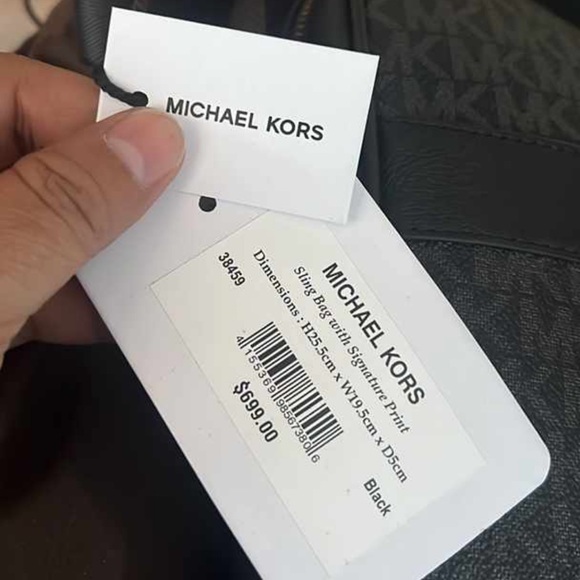 MICHAEL KORS
MICHAEL KORS
Sling Bag with Signature Print
Dimensions : H25.5cm x W19.5cm x D5cm
38459
4155369985673806
$699.00
Black